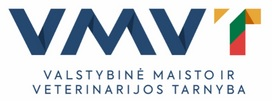 VMVT
VALSTYBINĖ MAISTO IR
VETERINARIJOS TARNYBA